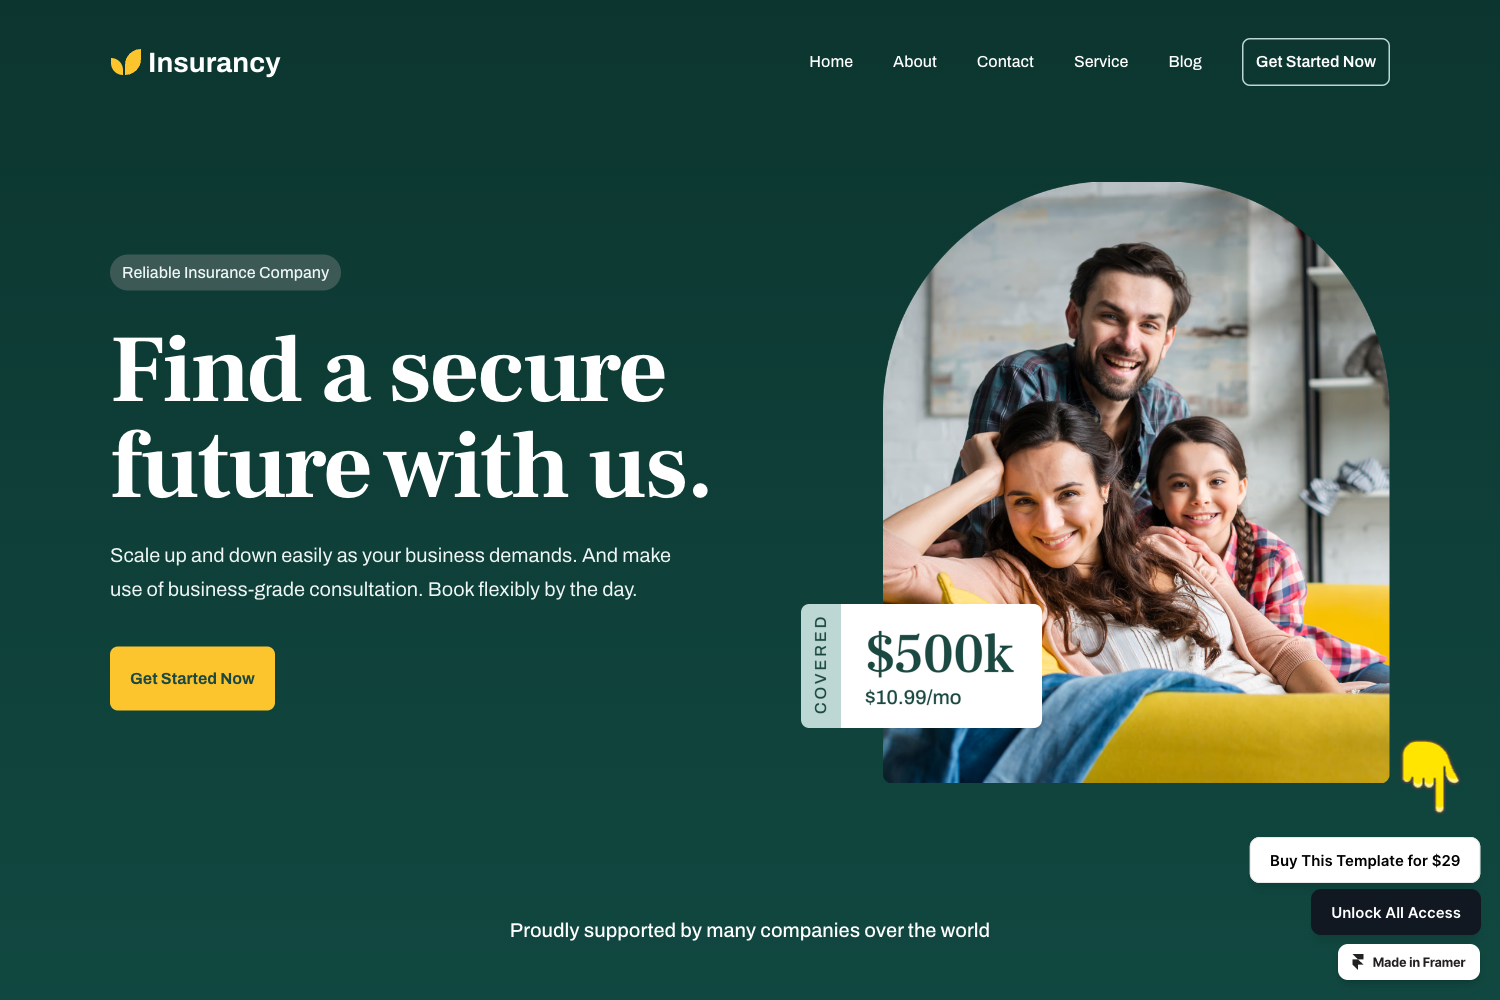 Insurancy
Home
About
Contact
Service
Blog
Get Started Now
Reliable Insurance Company
Find a secure
future with us.
Scale up and down easily as your business demands. And make
use of business-grade consultation. Book flexibly by the day.
Get Started Now
COVERED
$500k
$10.99/mo
Buy This Template for $29
Unlock All Access
Proudly supported by many companies over the world
Made in Framer